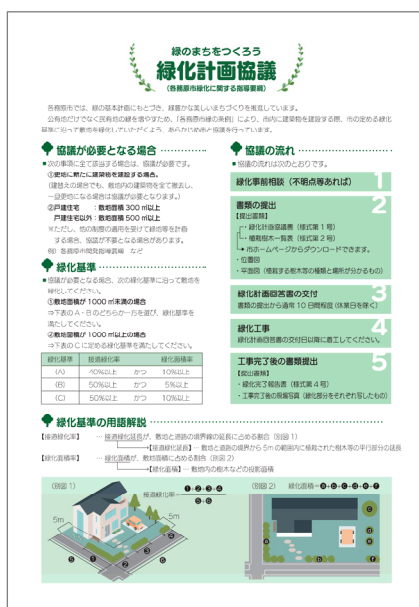 緑のまちをつくろう
緑化計画協議
(各務原市緑化に関する指導要綱)
各務原市では、緑の基本計画にもとづき、緑豊かな美しいまちづくりを推進しています。
公有地だけでなく民有地の緑を増やすため、「各務原市緑の条例」により、市内に建築物を建設する際、市の定める緑化
基準に沿って敷地を緑化していただくよう、あらかじめ市と協議を行っています。
協議が必要となる場合
■次の事項に全て該当する場合は、協議が必要です。
①更地に新たに建築物を建設する場合。
(建替えの場合でも、敷地内の建築物を全て撤去し、
一旦更地になる場合は協議が必要となります。)
②戸建住宅 :敷地面積 300 ㎡以上
戸建住宅以外:敷地面積 500 ㎡以上
※ただし、他の制度の適用を受けて緑地等を計画
する場合、協議が不要となる場合があります。
例)各務原市開発指導要綱 など
緑化基準
■協議が必要となる場合、次の緑化基準に沿って敷地を
緑化してください。
①敷地面積が 1000 ㎡未満の場合
⇒下表のA・Bのどちらか一方を選び、緑化基準を
満たしてください。
②敷地面積が 1000 ㎡以上の場合
⇒下表のCに定める緑化基準を満たしてください。
緑化基準 接道緑化率 緑化面積率
(A) 40%以上 かつ 10%以上
(B) 50%以上 かつ 5%以上
(C) 50%以上 かつ 10%以上
協議の流れ
■協議の流れは次のとおりです。
緑化事前相談(不明点等あれば) 1
書類の提出 2
【提出書類】
・緑化計画協議書(様式第1号)
・植栽樹木一覧表(様式第2号)
市ホームページからダウンロードできます。
・位置図
・平面図(植栽する樹木等の種類と場所が分かるもの)
緑化計画回答書の交付 3
書類の提出から通常 10 日間程度(休業日を除く)
緑化工事 4
緑化計画回答書の交付日以降に着工してください。
工事完了後の書類提出 5
【提出書類】
・緑化完了報告書(様式第4号)
・工事完了後の現場写真(緑化部分をそれぞれ写したもの)
緑化基準の用語解説
【接道緑化率】 … 接道緑化延長が、敷地と道路の境界線の延長に占める割合(別図1)
【接道緑化延長】… 敷地と道路の境界から5mの範囲内に植栽された樹木等の平行部分の延長
【緑化面積率】 … 緑化面積が、敷地面積に占める割合(別図2)
【緑化面積】… 敷地内の樹木などの投影面積
(別図1)
接道緑化率= ❶+❷+❸+❹
❺+❻
5m
5m
❶
❷
❸
❹
❺
❻
(別図2) 緑化面積=ⓐ+ⓑ+ⓒ+ⓓ+ⓔ+ⓕ
ⓐ
ⓑ
ⓒ
ⓓ
ⓔ
ⓕ